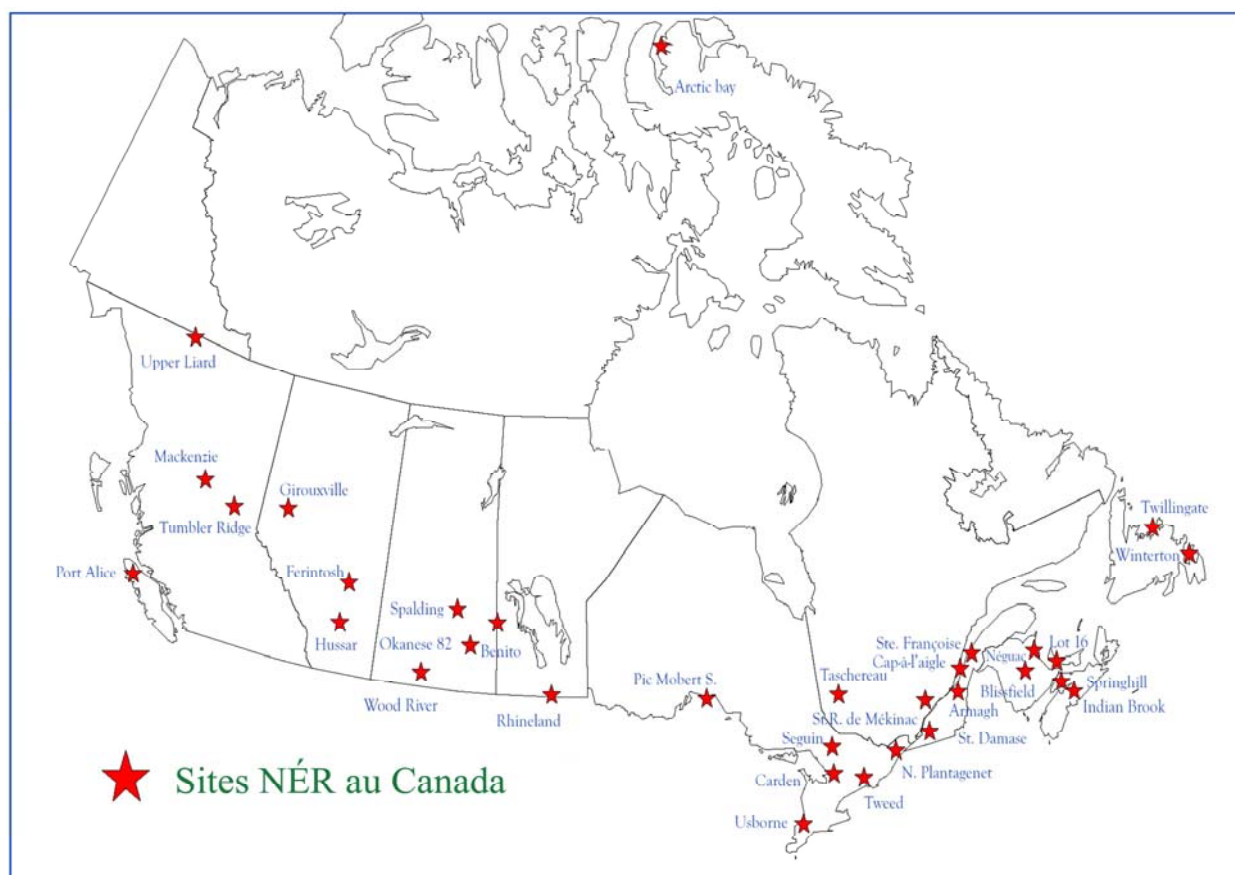 Arctic bay
Upper Liard
Mackenzie
Girouxville
Tumbler Ridge
Twillingate
Winterton
Port Alice
Ferintosh
Spalding
Hussar
Okanese 82
Benito
Wood River
Rhineland
Pic Mobert S.
Taschereau
Ste. Françoise
Cap-à-l'aigle
Néguac
Lot 16
Blissfield
Springhill
Indian Brook
Armagh
St.R. de Mékinac
St. Damase
Seguin
N. Plantagenet
Carden
Tweed
Usborne
Sites NÉR au Canada